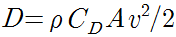 D = ρ C_D A v²/2